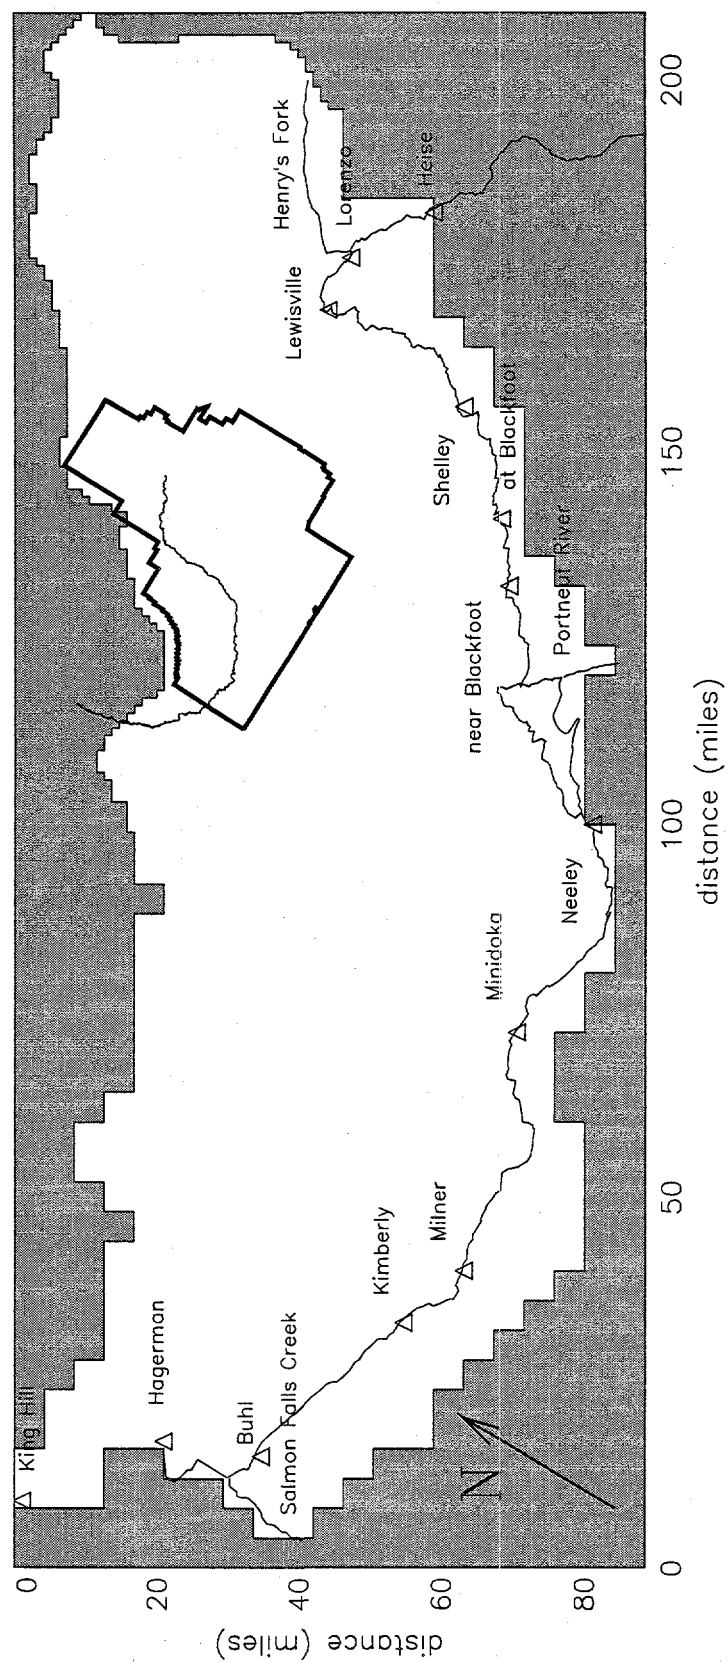 King Hill
Hagerman
Buhl
Salmon Falls Creek
Kimberly
Milner
Minidoka
Neeley
near Blackfoot
Portneuf River
at Blackfoot
Shelley
Lewisville
Lorenzo
Henry's Fork
Heise
N
0
20
40
60
80
distance (miles)
0
50
100
150
200
distance (miles)